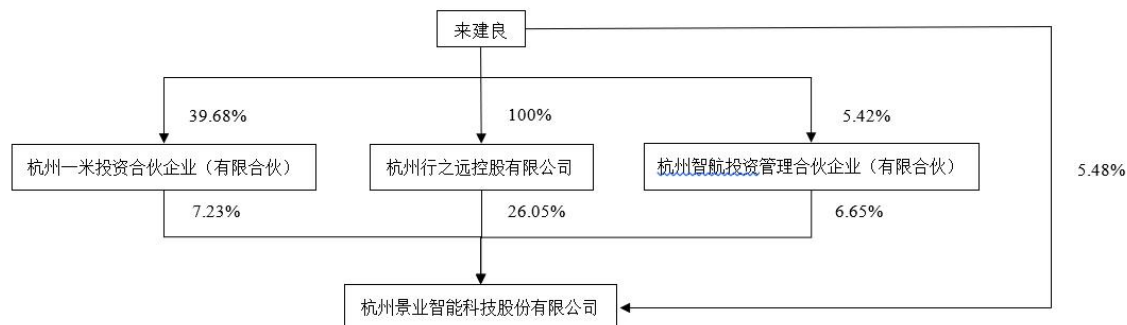 来建良
39.68%
100%
5.42%
杭州一米投资合伙企业（有限合伙）
杭州行之远控股有限公司
杭州智航投资管理合伙企业（有限合伙）
5.48%
7.23%
26.05%
6.65%
杭州景业智能科技股份有限公司